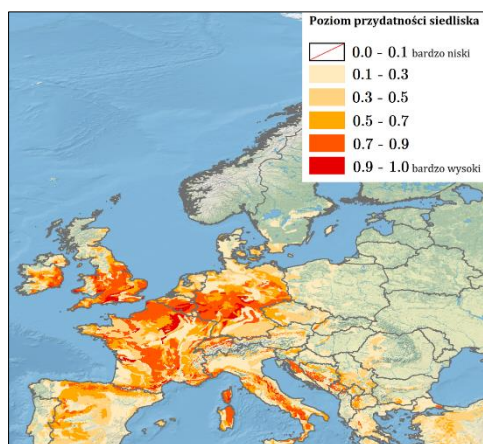 Poziom przydatności siedliska
0.0 - 0.1 bardzo niski
0.1 - 0.3
0.3 - 0.5
0.5 - 0.7
0.7 - 0.9
0.9 - 1.0 bardzo wysoki